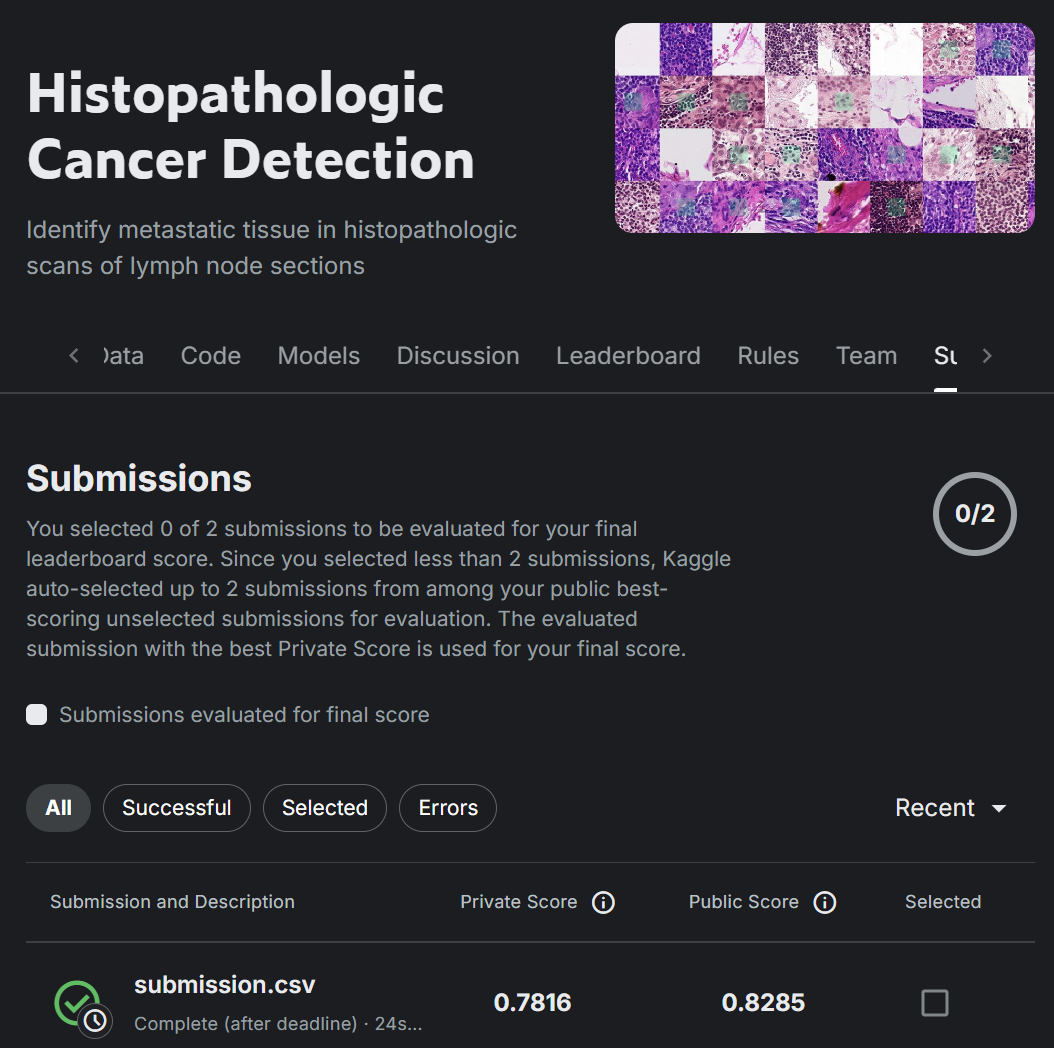 Histopathologic
Cancer Detection
Identify metastatic tissue in histopathologic
scans of lymph node sections
Code Models Discussion Leaderboard Rules Team
Submissions
You selected 0 of 2 submissions to be evaluated for your final
leaderboard score. Since you selected less than 2 submissions, Kaggle
auto-selected up to 2 submissions from among your public best-
scoring unselected submissions for evaluation. The evaluated
submission with the best Private Score is used for your final score.
0/2
Submissions evaluated for final score
All Successful Selected Errors Recent
Submission and Description Private Score Public Score Selected
submission.csv 0.7816 0.8285
Complete (after deadline) · 24s...